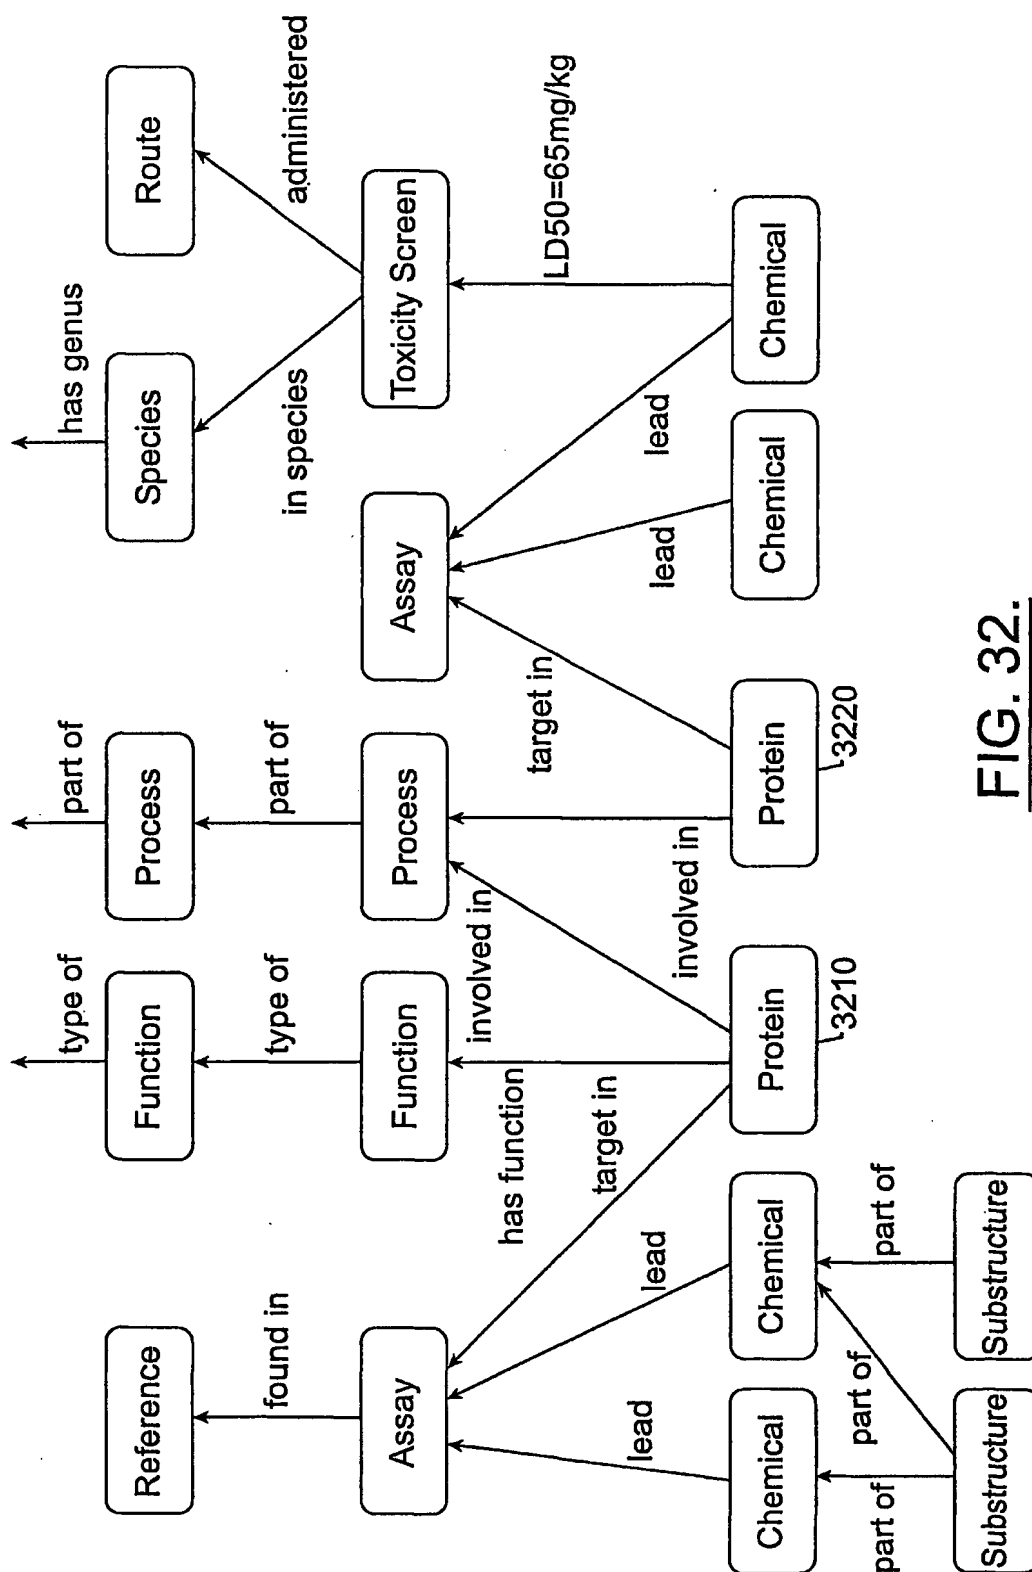 has genus
part of
type of
Route
Species
Process
Function
Reference
administered
in species
part of
type of
found in
Toxicity Screen
Assay
Process
Function
Assay
LD50=65mg/kg
lead
lead
target in
involved in
involved in
has function
target in
lead
lead
Chemical
Chemical
Protein
3220
Protein
3210
Chemical
Chemical
part of
part of
part of
Substructure
Substructure
FIG. 32.